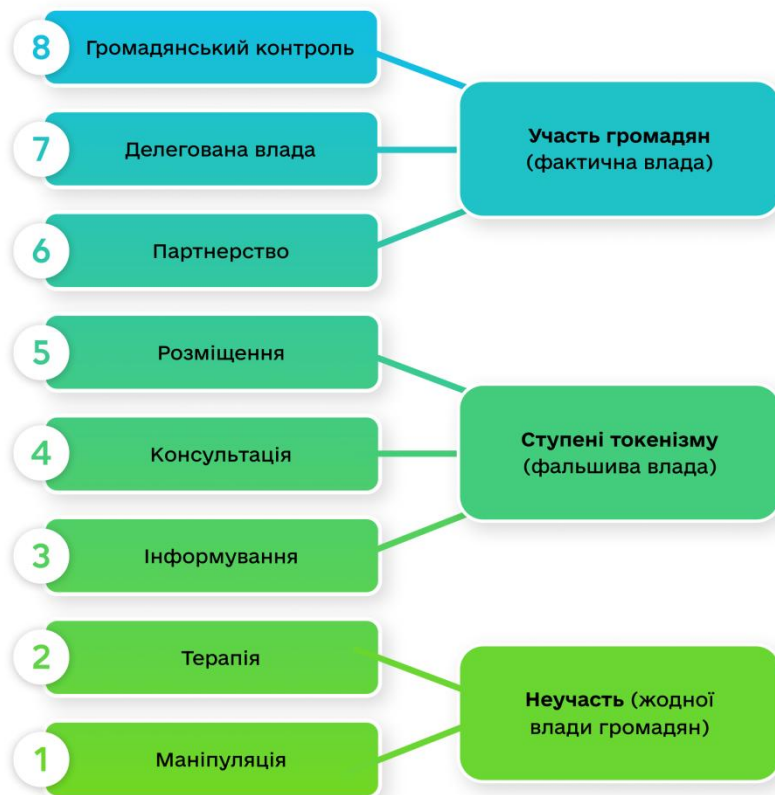 8
Громадянський контроль
7
Делегована влада
6
Партнерство
Участь громадян
(фактична влада)
5
Розміщення
4
Консультація
3
Інформування
Ступені токенізму
(фальшива влада)
2
Терапія
1
Маніпуляція
Неучасть (жодної
влади громадян)